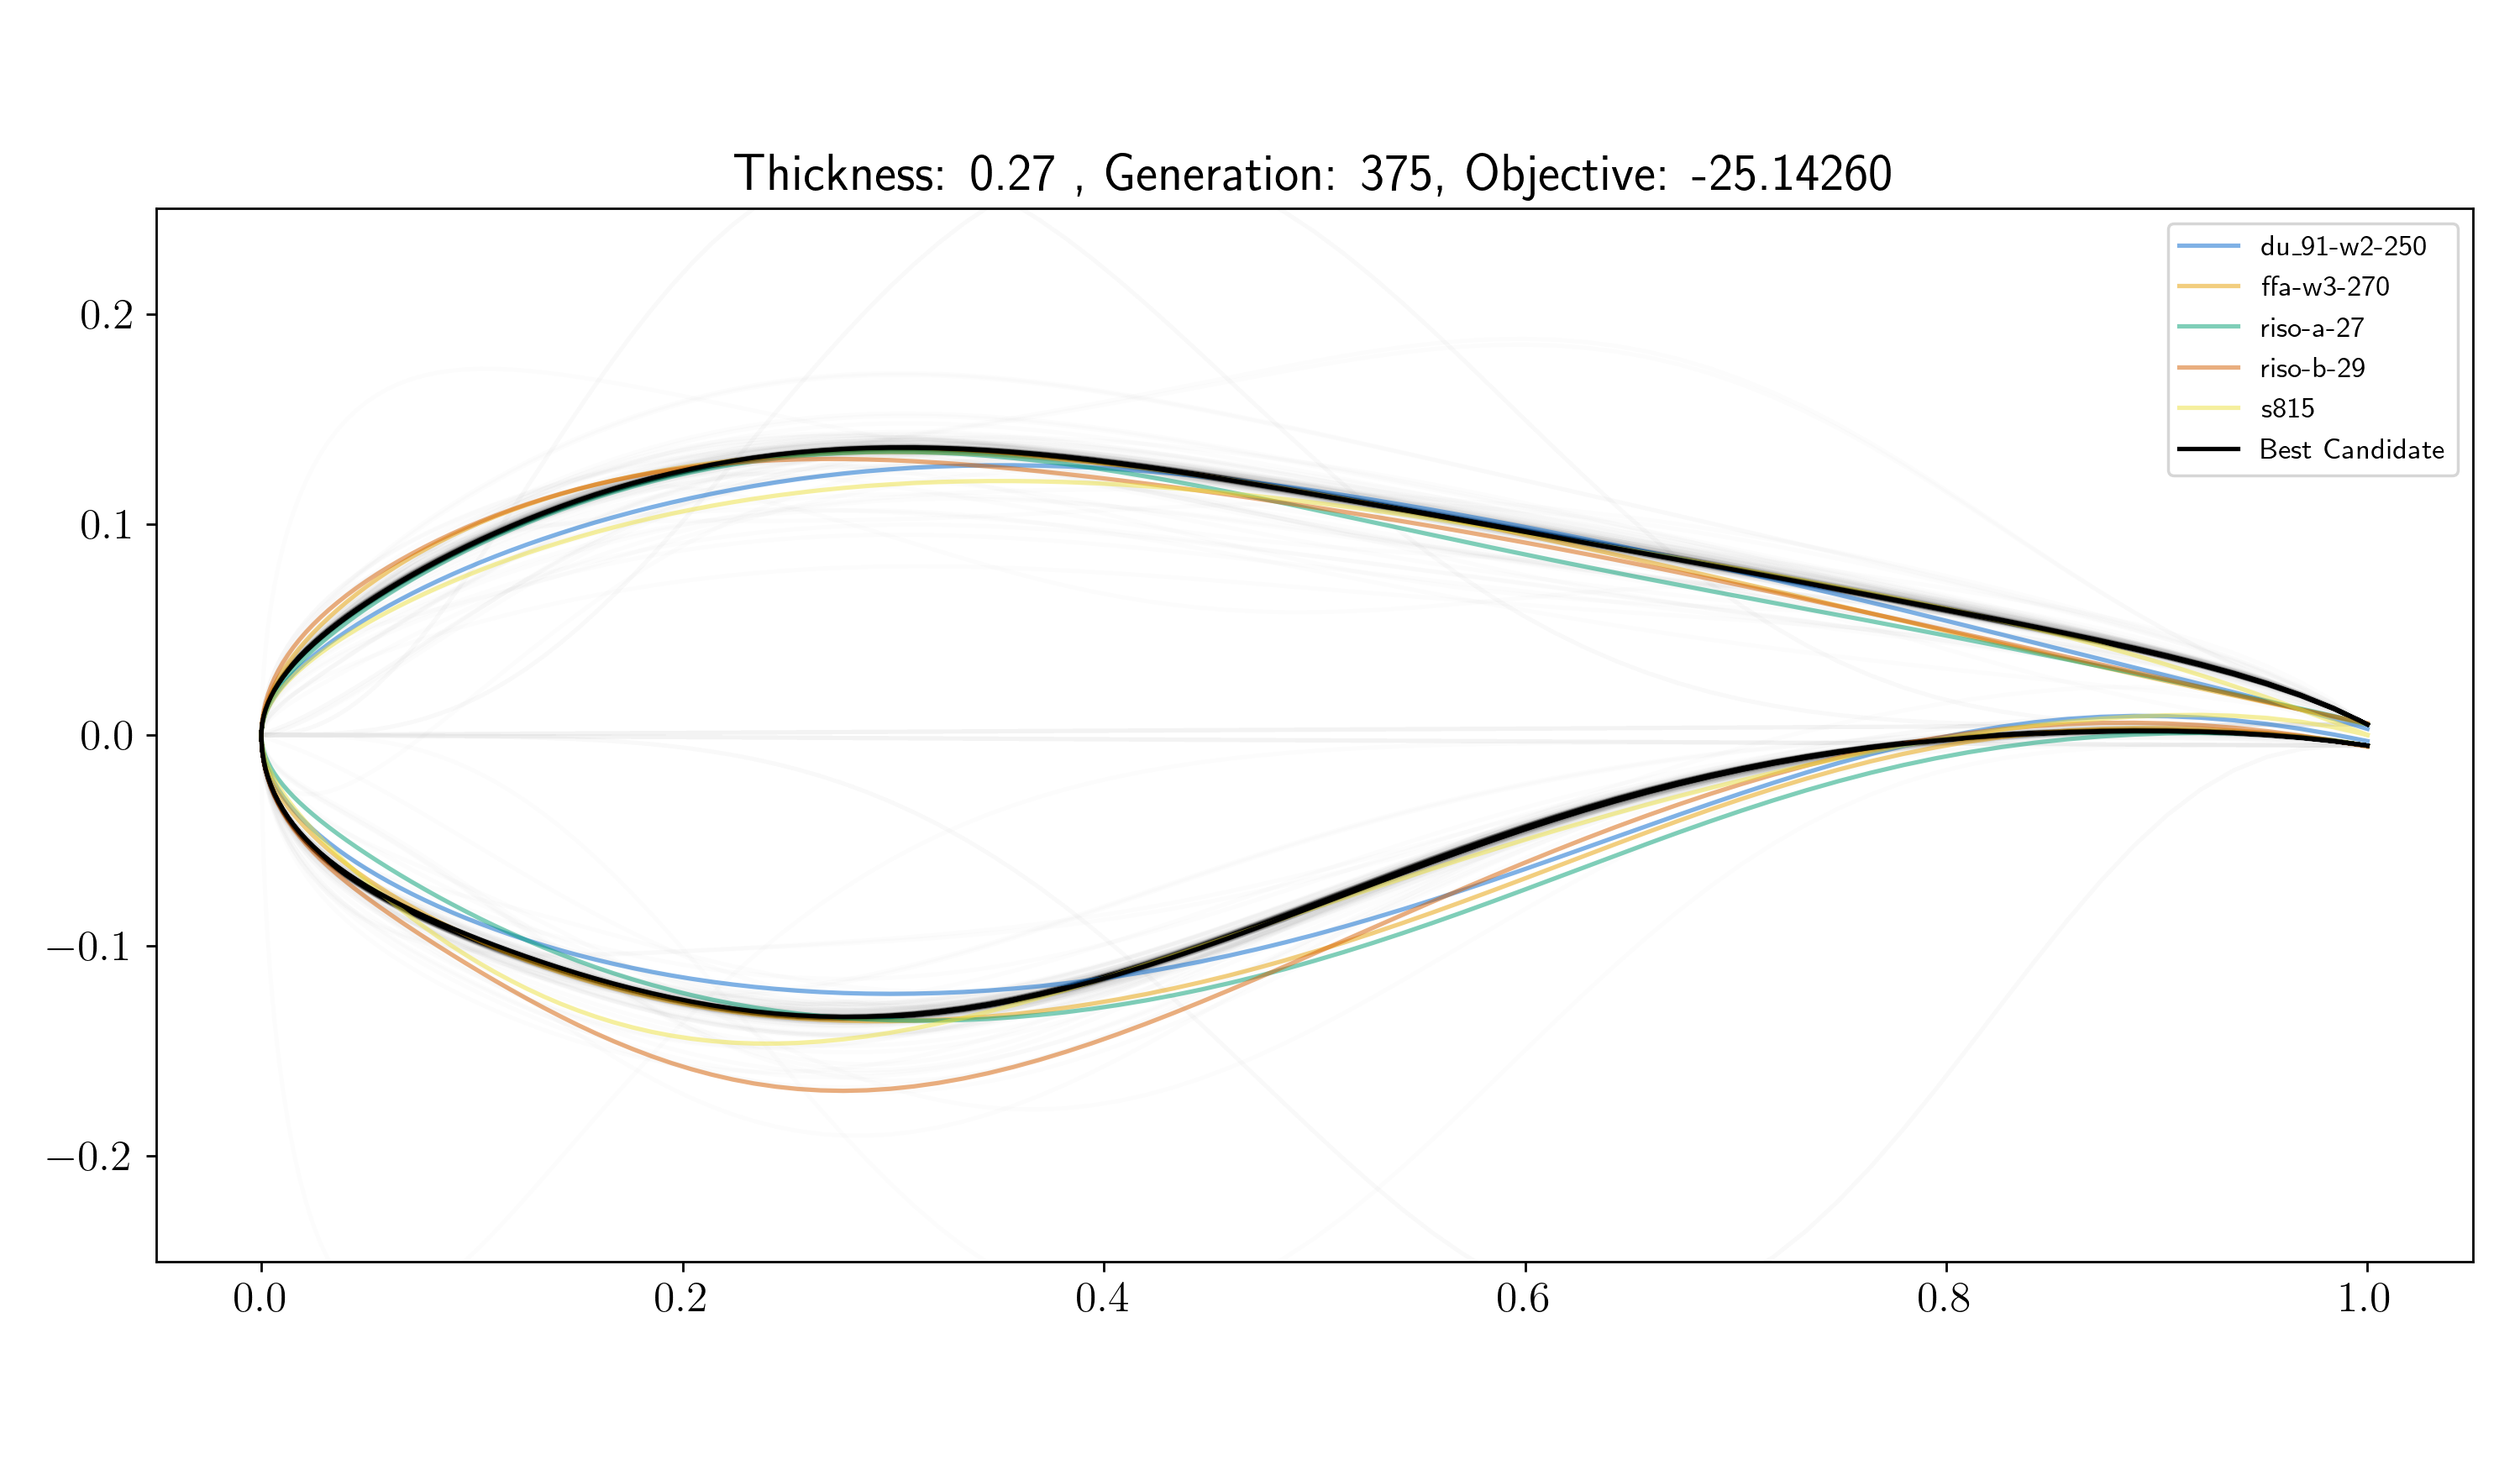 Thickness: 0.27 , Generation: 375, Objective: -25.14260
du_91-w2-250
ffa-w3-270
riso-a-27
riso-b-29
s815
Best Candidate
0.2
0.1
0.0
−0.1
−0.2
0.0 0.2 0.4 0.6 0.8 1.0